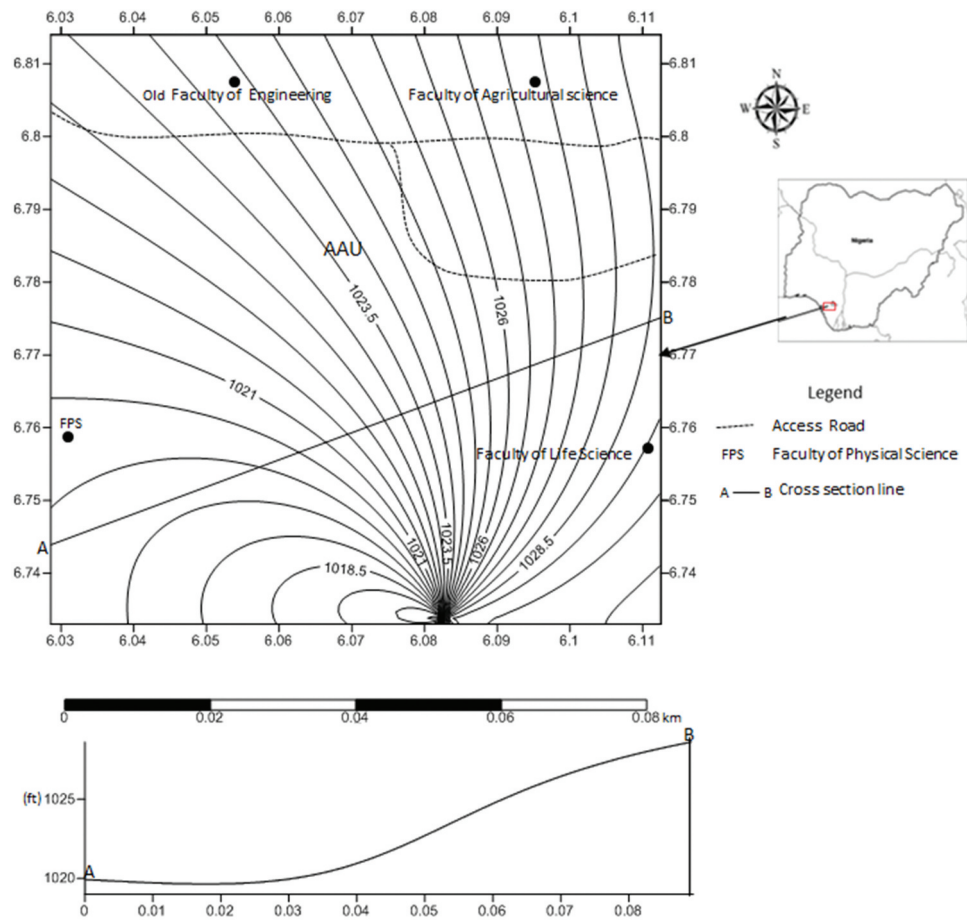 6.03 6.04 6.05 6.06 6.07 6.08 6.09 6.1 6.11
6.81
6.8
6.79
6.78
6.77
6.76
6.75
6.74
6.81
6.8
6.79
6.78
6.77
6.76
6.75
6.74
Old Faculty of Engineering
Faculty of Agricultural science
AAU
1023.5
1026
B
1021
FPS
Faculty of Life Science
A
1018.5
1021
1023.5
1026
1028.5
6.03 6.04 6.05 6.06 6.07 6.08 6.09 6.1 6.11
N
W E
S
Nigeria
Legend
Access Road
FPS Faculty of Physical Science
A B Cross section line
0 0.02 0.04 0.06 0.08 km
B
(ft) 1025
1020
A
0 0.01 0.02 0.03 0.04 0.05 0.06 0.07 0.08